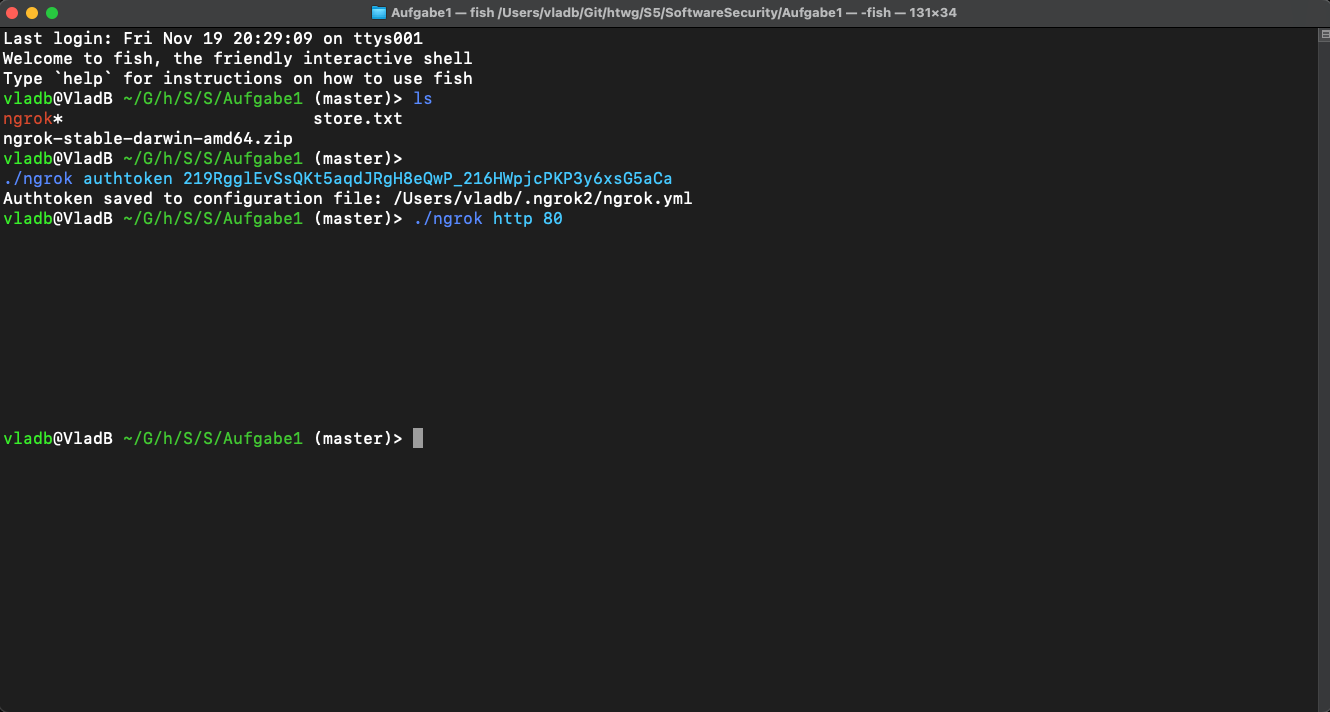 Aufgabe1 — fish /Users/vladb/Git/htwg/S5/SoftwareSecurity/Aufgabe1 — -fish — 131×34
Last login: Fri Nov 19 20:29:09 on ttys001
Welcome to fish, the friendly interactive shell
Type `help` for instructions on how to use fish
vladb@VladB ~/G/h/S/S/Aufgabe1 (master)> ls
ngrok* store.txt
ngrok-stable-darwin-amd64.zip
vladb@VladB ~/G/h/S/S/Aufgabe1 (master)>
./ngrok authtoken 219RgglEvSsQKt5aqdJRgH8eQwP_216HWpjcPKP3y6xsG5aCa
Authtoken saved to configuration file: /Users/vladb/.ngrok2/ngrok.yml
vladb@VladB ~/G/h/S/S/Aufgabe1 (master)> ./ngrok http 80
vladb@VladB ~/G/h/S/S/Aufgabe1 (master)>